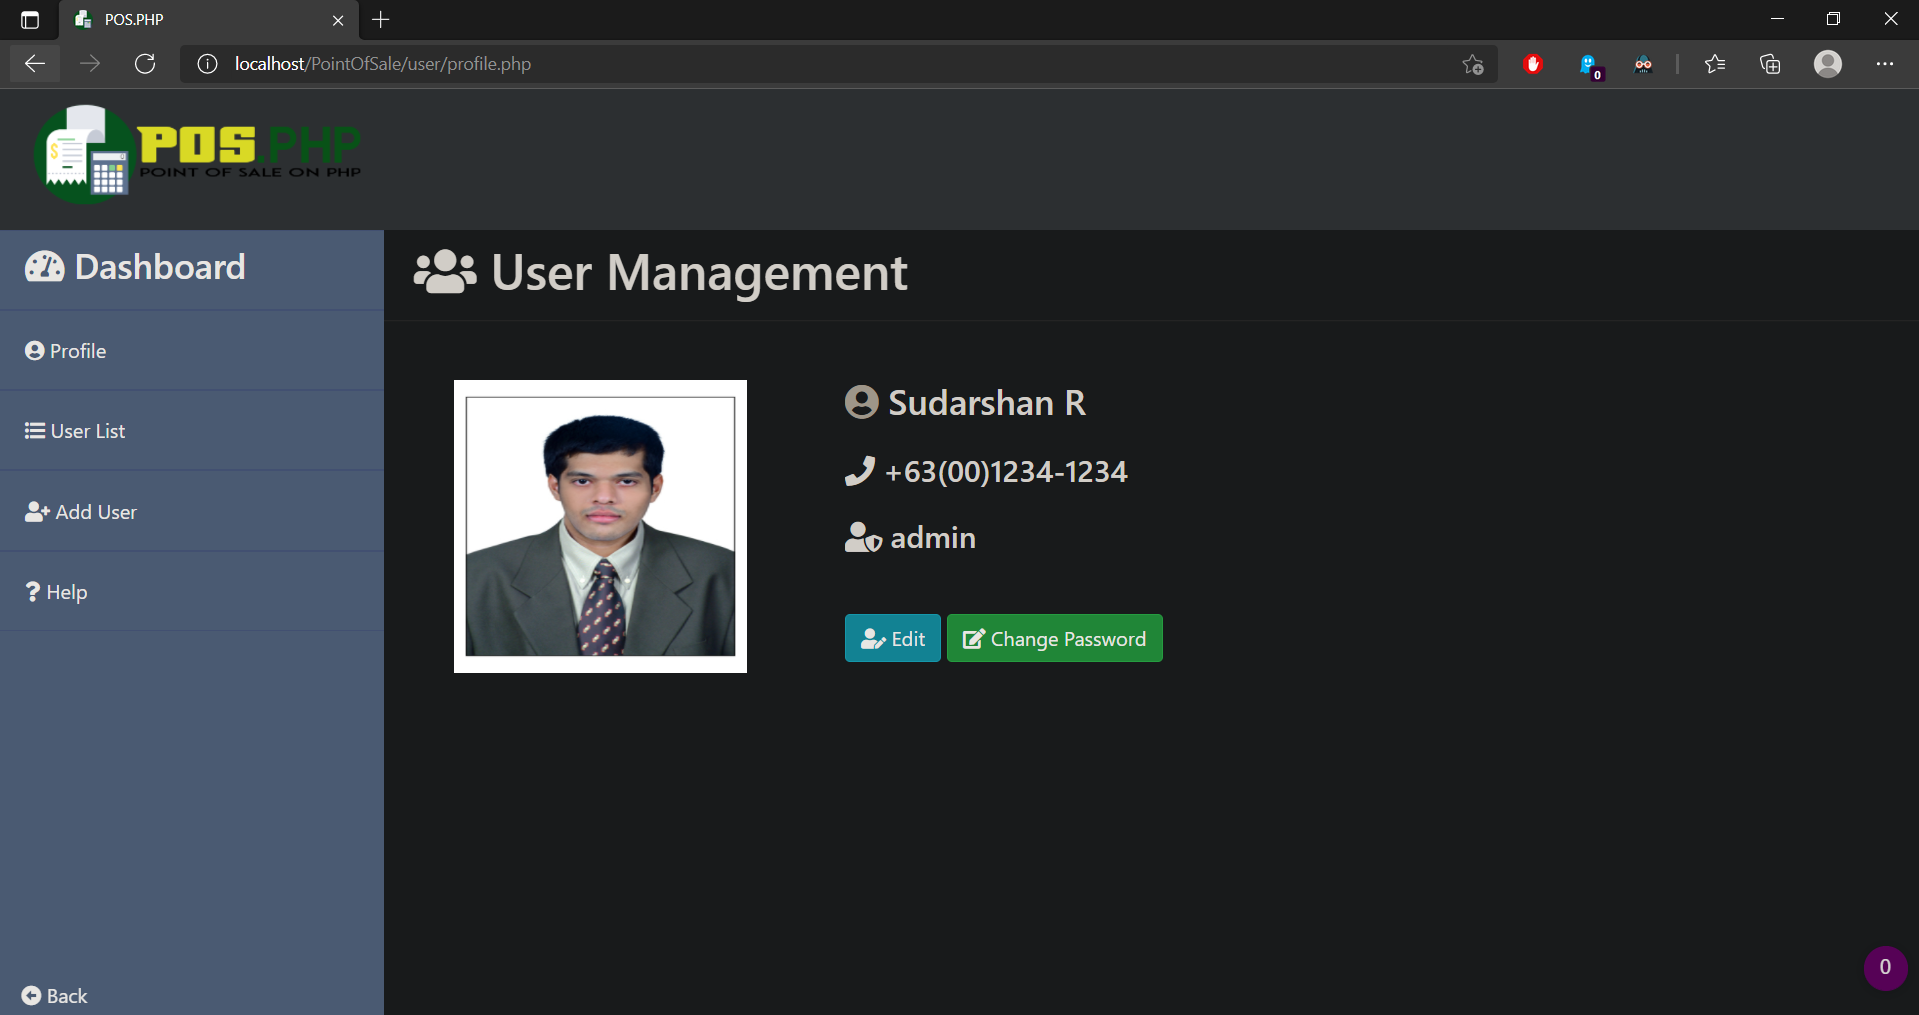 POS.PHP
localhost/PointOfSale/user/profile.php
0
POS.PHP
POINT OF SALE ON PHP
Dashboard
Profile
User List
Add User
Help
Back
User Management
Sudarshan R
+63(00)1234-1234
admin
Edit
Change Password
0